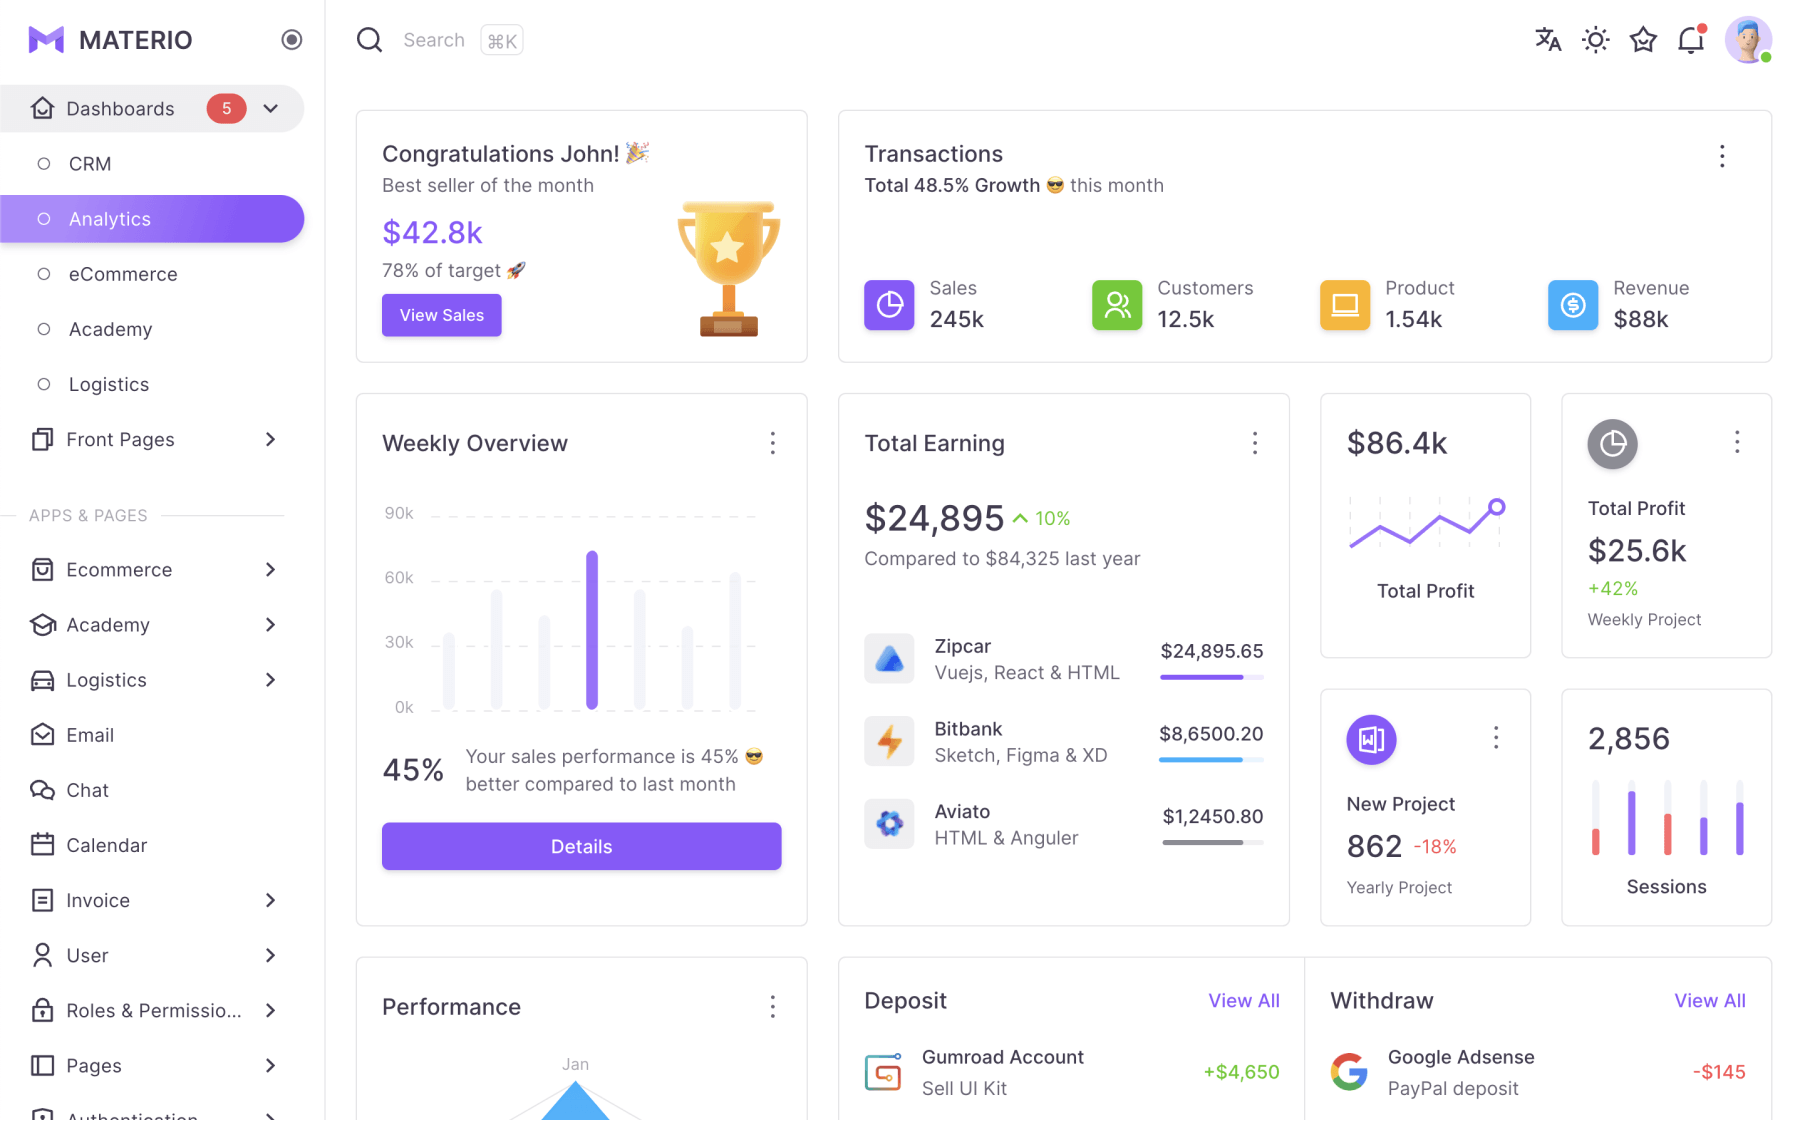 MATERIO
Search ⌘K
Dashboards 5
CRM
Analytics
eCommerce
Academy
Logistics
Front Pages
APPS & PAGES
Ecommerce
Academy
Logistics
Email
Chat
Calendar
Invoice
User
Roles & Permissio...
Pages
Authentication
Congratulations John! 🎉
Best seller of the month
$42.8k
78% of target 🚀
View Sales
Transactions
Total 48.5% Growth 😎 this month
Sales
245k
Customers
12.5k
Product
1.54k
Revenue
$88k
Weekly Overview
90k
60k
30k
0k
45%
Your sales performance is 45% 😎
better compared to last month
Details
Total Earning
$24,895 10%
Compared to $84,325 last year
Zipcar
Vuejs, React & HTML
$24,895.65
Bitbank
Sketch, Figma & XD
$8,6500.20
Aviato
HTML & Anguler
$1,2450.80
$86.4k
Total Profit
Total Profit
$25.6k
+42%
Weekly Project
New Project
862 -18%
Yearly Project
2,856
Sessions
Performance
Jan
Deposit
View All
Gumroad Account
Sell UI Kit
+$4,650
Withdraw
View All
Google Adsense
PayPal deposit
-$145